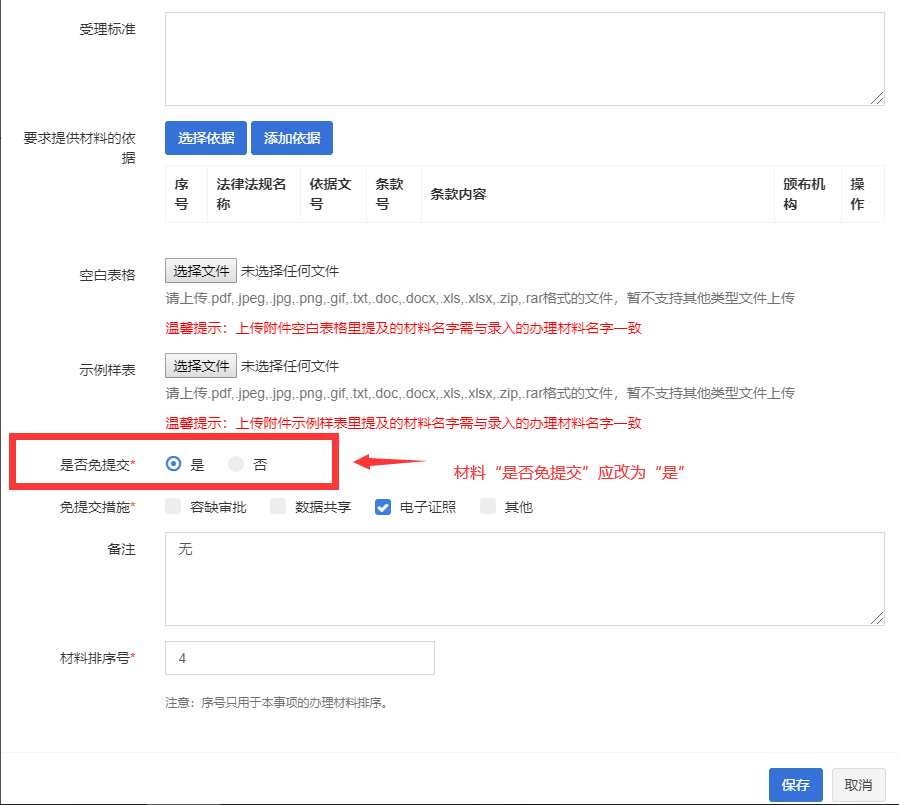 受理标准
要求提供材料的依
据
选择依据 添加依据
序
号
法律法规名
称
依据文
号
条款
号
条款内容
颁布机
构
操
作
空白表格
选择文件 未选择任何文件
请上传.pdf,.jpeg,.jpg,.png,.gif,.txt,.doc,.docx,.xls,.xlsx,.zip,.rar格式的文件，暂不支持其他类型文件上传
温馨提示：上传附件空白表格里提及的材料名字需与录入的办理材料名字一致
示例样表
选择文件 未选择任何文件
请上传.pdf,.jpeg,.jpg,.png,.gif,.txt,.doc,.docx,.xls,.xlsx,.zip,.rar格式的文件，暂不支持其他类型文件上传
温馨提示：上传附件示例样表里提及的材料名字需与录入的办理材料名字一致
是否免提交* 是 否
材料“是否免提交”应改为“是”
免提交措施* 容缺审批 数据共享 电子证照 其他
备注
无
材料排序号* 4
注意：序号只用于本事项的办理材料排序。
保存 取消